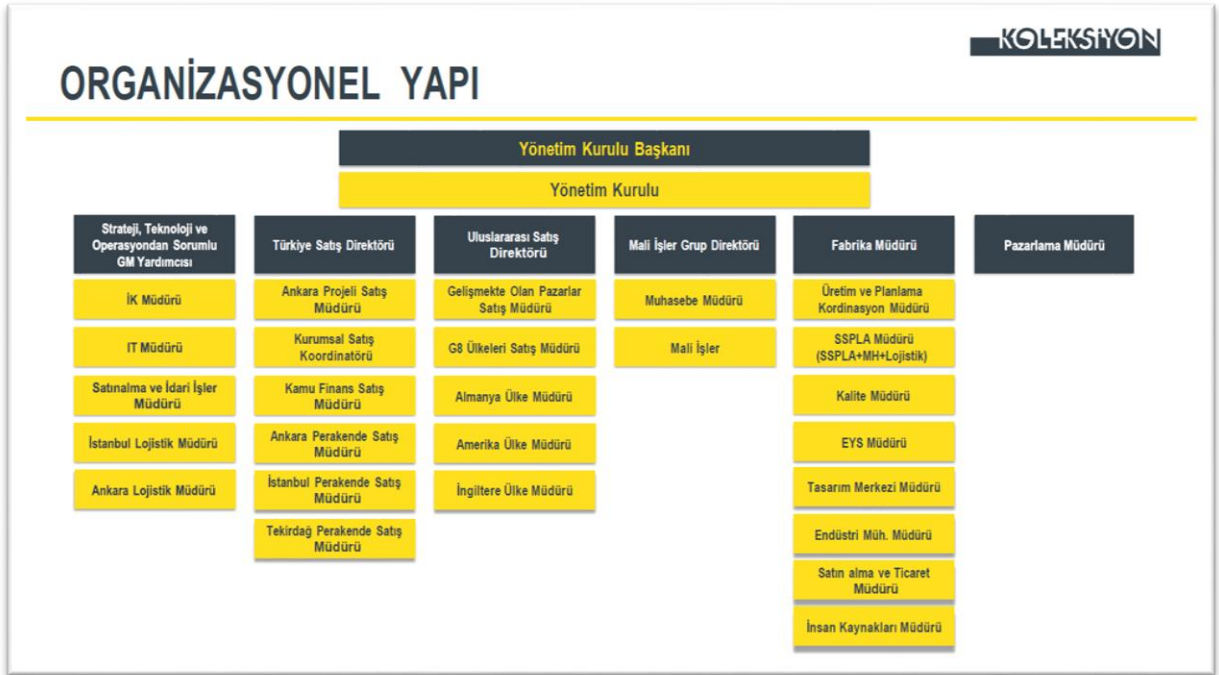 KOLEKSİYON
ORGANİZASYONEL YAPI
Yönetim Kurulu Başkanı
Yönetim Kurulu
Strateji, Teknoloji ve
Operasyondan Sorumlu
GM Yardımcısı
İK Müdürü
IT Müdürü
Satınalma ve İdari İşler
Müdürü
İstanbul Lojistik Müdürü
Ankara Lojistik Müdürü
Türkiye Satış Direktörü
Ankara Projeli Satış
Müdürü
Kurumsal Satış
Koordinatörü
Kamu Finans Satış
Müdürü
Ankara Perakende Satış
Müdürü
İstanbul Perakende Satış
Müdürü
Tekirdağ Perakende Satış
Müdürü
Uluslararası Satış
Direktörü
Gelişmekte Olan Pazarlar
Satış Müdürü
G8 Ülkeleri Satış Müdürü
Almanya Ülke Müdürü
Amerika Ülke Müdürü
İngiltere Ülke Müdürü
Mali İşler Grup Direktörü
Muhasebe Müdürü
Mali İşler
Fabrika Müdürü
Üretim ve Planlama
Kordinasyon Müdürü
SSPLA Müdürü
(SSPLA+MH+Lojistik)
Kalite Müdürü
EYS Müdürü
Tasarım Merkezi Müdürü
Endüstri Müh. Müdürü
Satın alma ve Ticaret
Müdürü
İnsan Kaynakları Müdürü
Pazarlama Müdürü